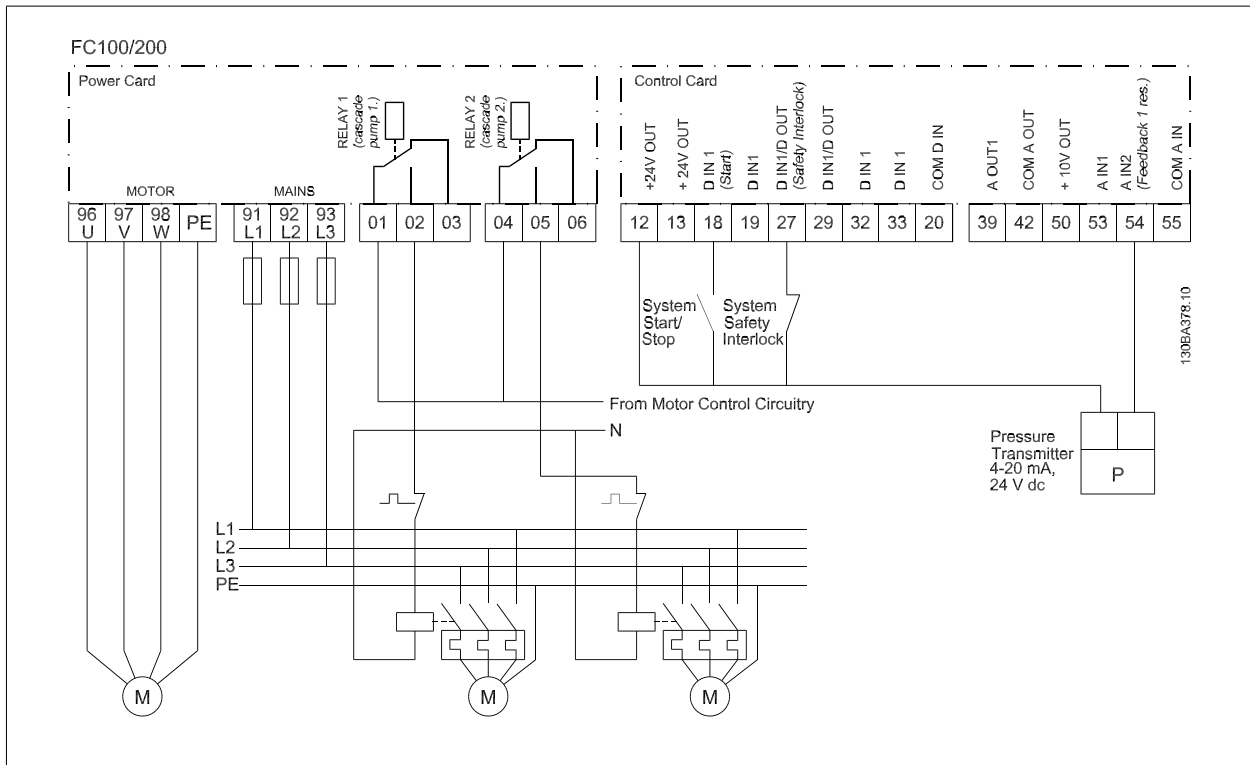 FC100/200
Power Card
Control Card
RELAY 1
(cascade
pump 1.)
RELAY 2
(cascade
pump 2.)
+24V OUT
+ 24V OUT
D IN 1
(Start)
D IN1
D IN1/D OUT
(Safety Interlock)
D IN1/D OUT
D IN 1
D IN 1
COM D IN
A OUT1
COM A OUT
+ 10V OUT
A IN1
A IN2
(Feedback 1 res.)
COM A IN
MOTOR
MAINS
96 97 98 PE
U V W
91 92 93
L1 L2 L3
01 02 03
04 05 06
12 13 18 19 27 29 32 33 20
39 42 50 53 54 55
System
Start/
Stop
System
Safety
Interlock
130BA378.10
From Motor Control Circuitry
N
Pressure
Transmitter
4-20 mA,
24 V dc
P
L1
L2
L3
PE
M
M
M